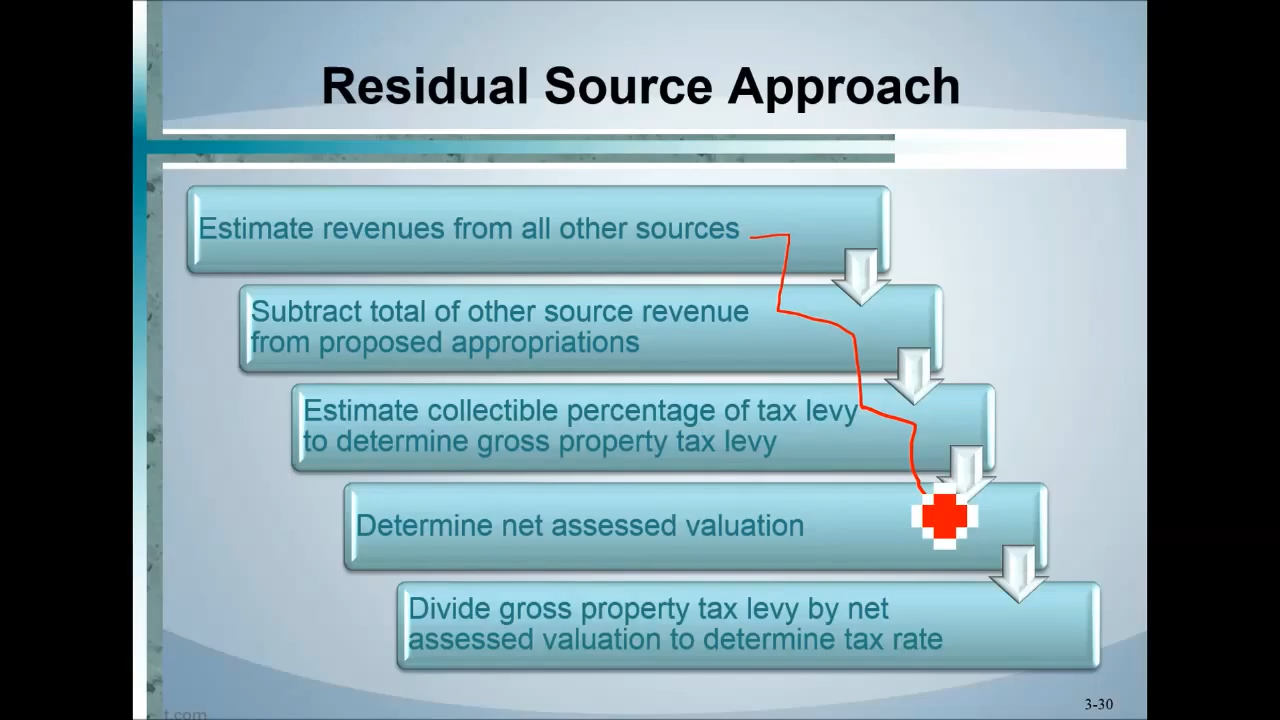 Residual Source Approach
Estimate revenues from all other sources
Subtract total of other source revenue
from proposed appropriations
Estimate collectible percentage of tax levy
to determine gross property tax levy
Determine net assessed valuation
Divide gross property tax levy by net
assessed valuation to determine tax rate
3-30
t.com